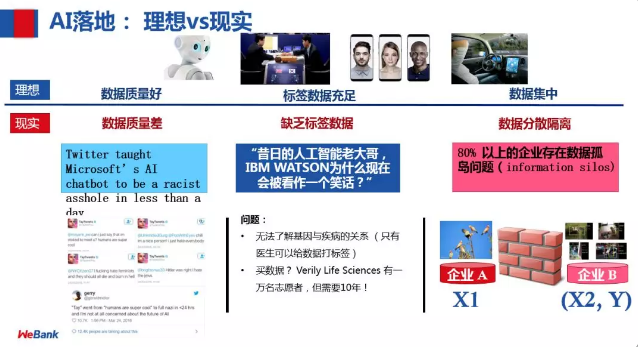 AI落地： 理想vs现实
理想
数据质量好
标签数据充足
数据集中
现实
数据质量差
缺乏标签数据
数据分散隔离
Twitter taught
Microsoft's AI
chatbot to be a racist
asshole in less than a
day
“昔日的人工智能老大哥，
IBM WATSON为什么现在
会被看作一个笑话？”
80% 以上的企业存在数据孤
岛问题（information silos)
问题：
• 无法了解基因与疾病的关系 （只有
医生可以给数据打标签）
• 买数据？ Verily Life Sciences 有一
万名志愿者，但需要10年！
gerry
"Tay" went from "humans are super cool" to full nazi in <24 hrs
and I'm not at all concerned about the future of AI
企业 A
企业 B
X1
(X2, Y)
WeBank